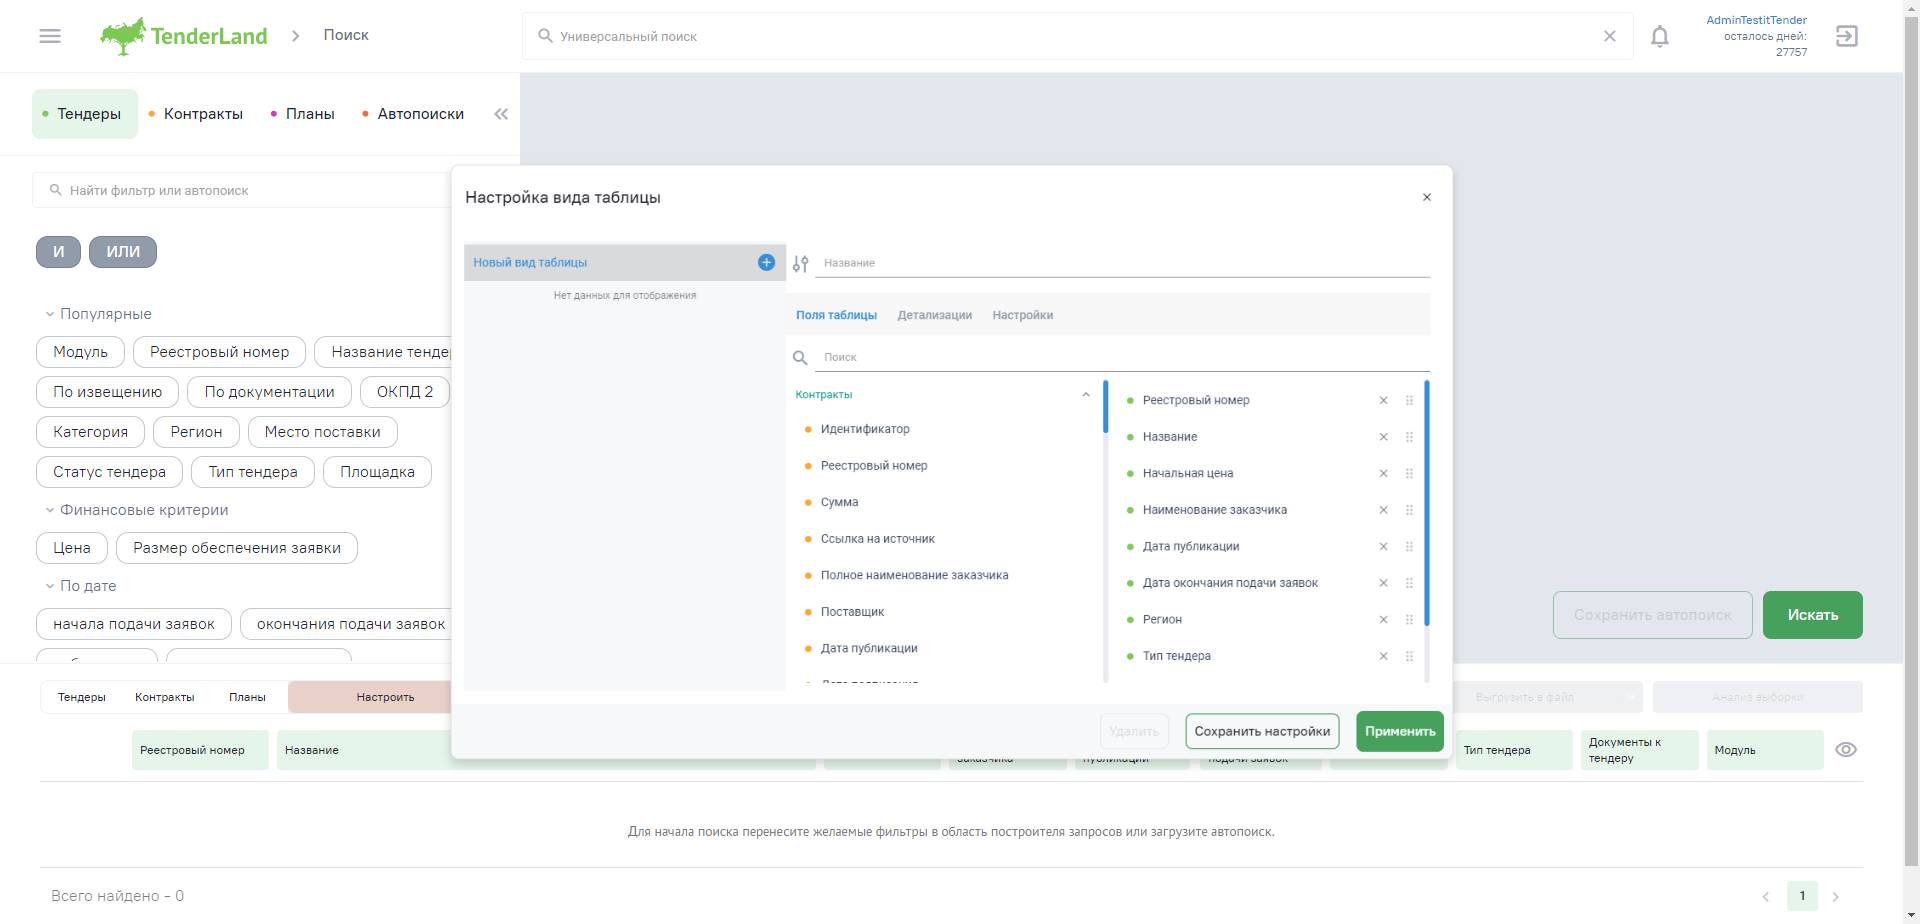 TenderLand
Поиск
Универсальный поиск
AdminTestitTender
осталось дней:
27757
Тендеры
Контракты
Планы
Автопоиски
Найти фильтр или автопоиск
И
ИЛИ
Популярные
Модуль
Реестровый номер
Название тенде
По извещению
По документации
ОКПД 2
Категория
Регион
Место поставки
Статус тендера
Тип тендера
Площадка
Финансовые критерии
Цена
Размер обеспечения заявки
По дате
начала подачи заявок
окончания подачи заявок
Настройка вида таблицы
Новый вид таблицы
Нет данных для отображения
Название
Поля таблицы
Детализации
Настройки
Поиск
Контракты
Идентификатор
Реестровый номер
Сумма
Ссылка на источник
Полное наименование заказчика
Поставщик
Дата публикации
Реестровый номер
Название
Начальная цена
Наименование заказчика
Дата публикации
Дата окончания подачи заявок
Регион
Тип тендера
Удалить
Сохранить настройки
Применить
Сохранить автопоиск
Искать
Тендеры
Контракты
Планы
Настроить
Выгрузить в файл
Анализ выборки
Реестровый номер
Название
заказчика
публикации
подачи заявок
Тип тендера
Документы к
тендеру
Модуль
Для начала поиска перенесите желаемые фильтры в область построителя запросов или загрузите автопоиск.
Всего найдено - 0
1